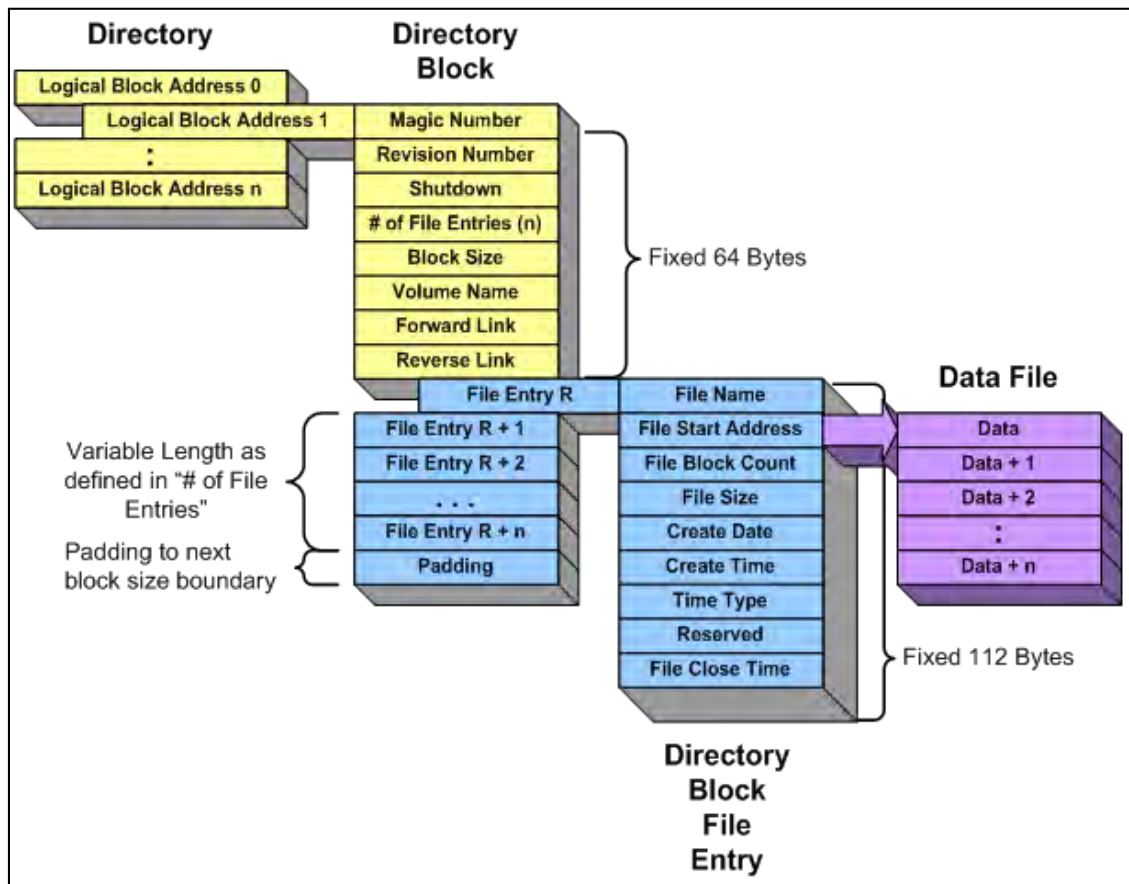 Directory
Logical Block Address 0
Logical Block Address 1
:
Logical Block Address n
Directory
Block
Magic Number
Revision Number
Shutdown
# of File Entries (n)
Block Size
Volume Name
Forward Link
Reverse Link
Fixed 64 Bytes
File Entry R
File Entry R + 1
File Entry R + 2
. . .
File Entry R + n
Padding
Variable Length as
defined in "# of File
Entries"
Padding to next
block size boundary
File Name
File Start Address
File Block Count
File Size
Create Date
Create Time
Time Type
Reserved
File Close Time
Fixed 112 Bytes
Directory
Block
File
Entry
Data File
Data
Data + 1
Data + 2
:
Data + n